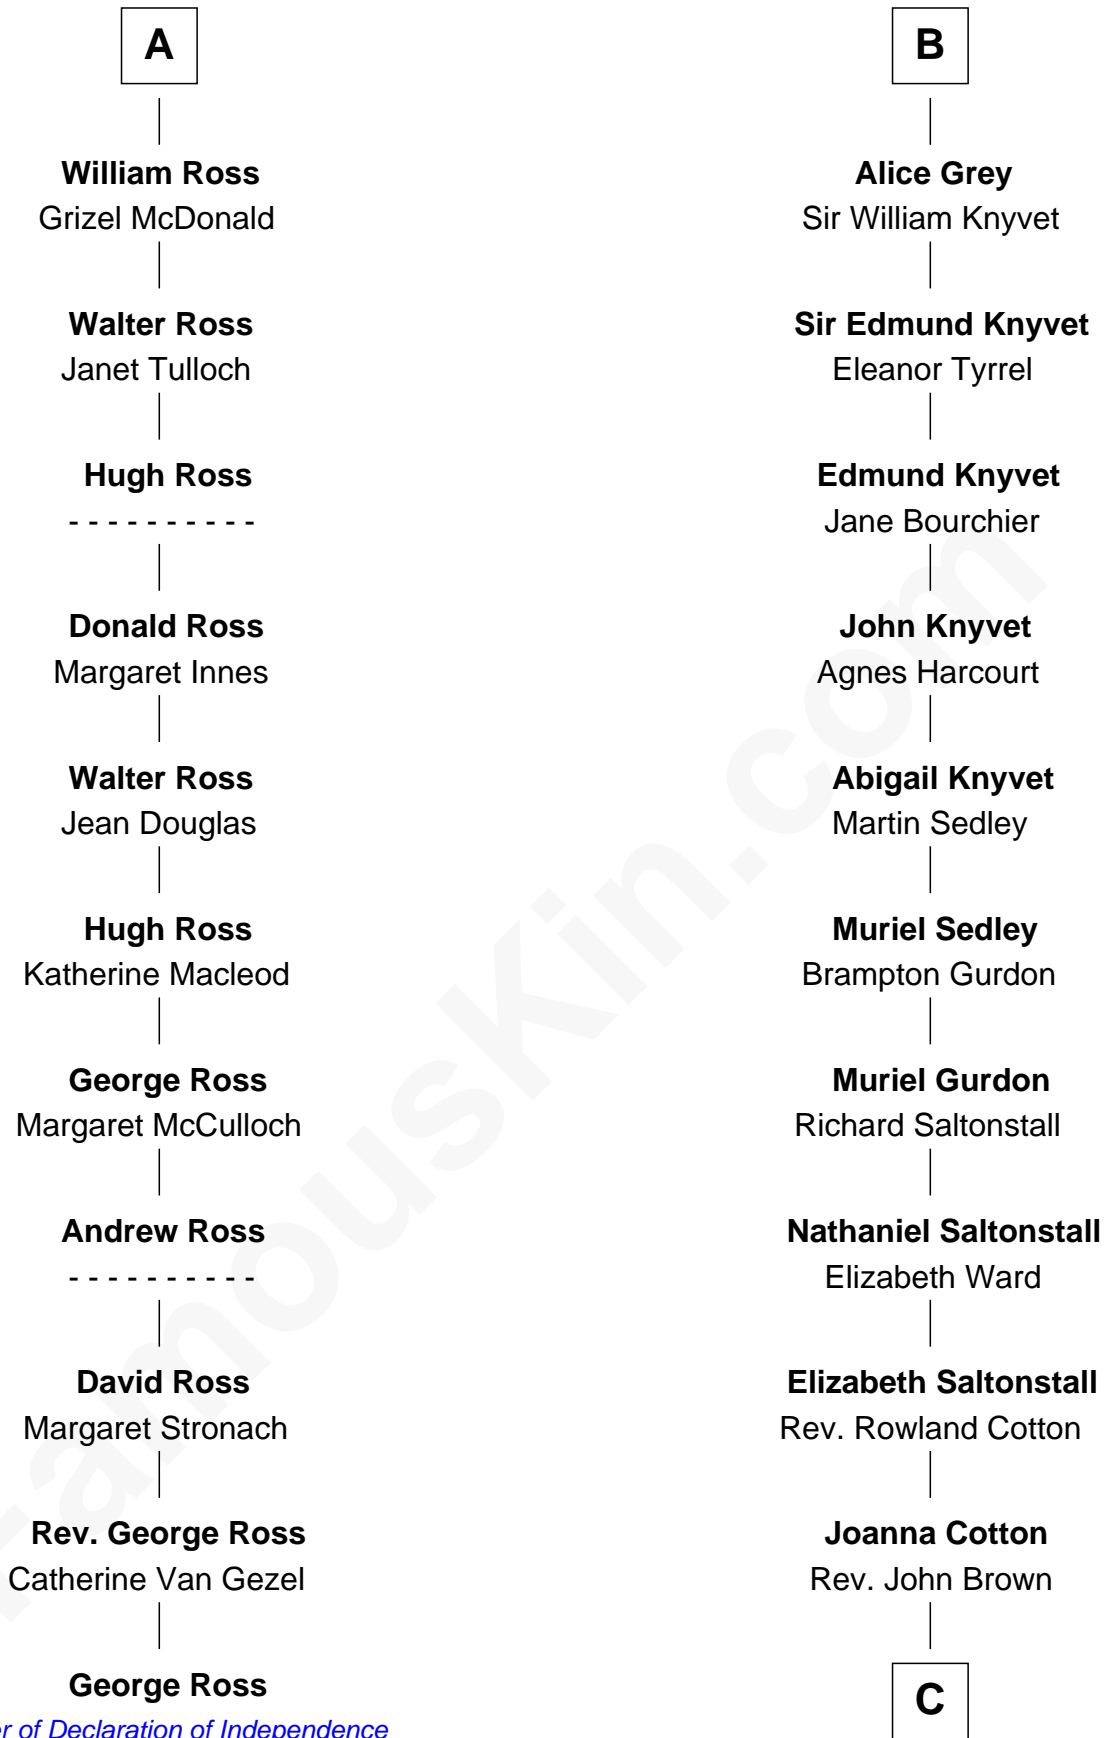 A
William Ross
Grizel McDonald
Walter Ross
Janet Tulloch
Hugh Ross
- - - - - - - - - -
Donald Ross
Margaret Innes
Walter Ross
Jean Douglas
Hugh Ross
Katherine Macleod
George Ross
Margaret McCulloch
Andrew Ross
- - - - - - - - - -
David Ross
Margaret Stronach
Rev. George Ross
Catherine Van Gezel
George Ross
of Declaration of Independence
B
Alice Grey
Sir William Knyvet
Sir Edmund Knyvet
Eleanor Tyrrel
Edmund Knyvet
Jane Bourchier
John Knyvet
Agnes Harcourt
Abigail Knyvet
Martin Sedley
Muriel Sedley
Brampton Gurdon
Muriel Gurdon
Richard Saltonstall
Nathaniel Saltonstall
Elizabeth Ward
Elizabeth Saltonstall
Rev. Rowland Cotton
Joanna Cotton
Rev. John Brown
C
FamousKin.com